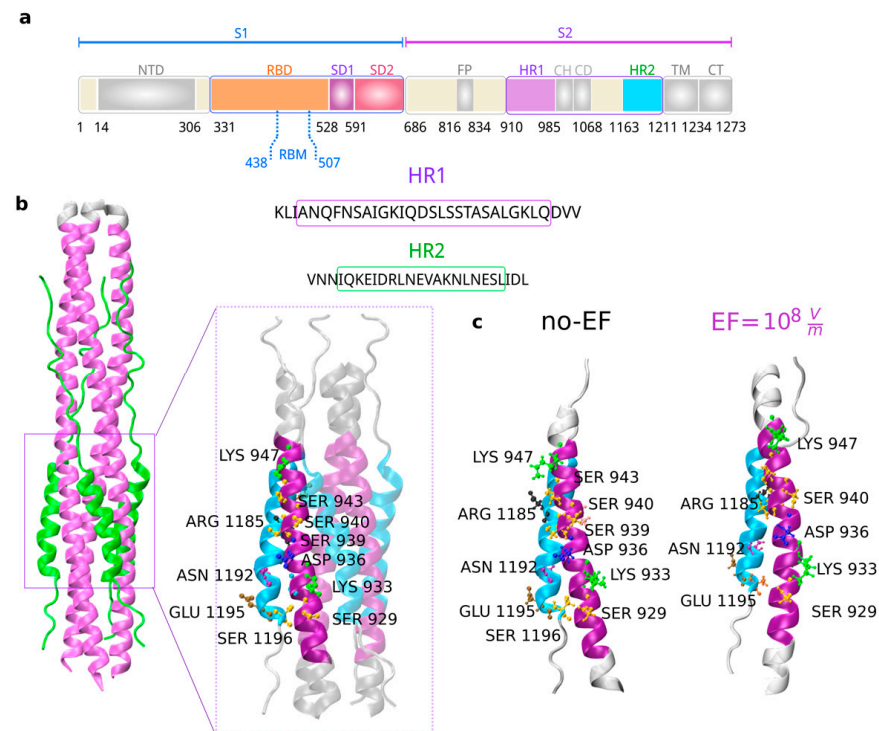 a
S1 S2
NTD RBD SD1 SD2 FP HR1 CH CD HR2 TM CT
1 14 306 331 528 591 686 816 834 910 985 1068 1163 1211 1234 1273
438 RBM 507
HR1
KLIANQFNSAIGKIQDSLSSTASALGKLQDVV
HR2
VNNIQKEIDRLNEVAKNLNESLIDL
b
LYS 947
SER 943
ARG 1185
SER 940
SER 939
ASP 936
ASN 1192
LYS 933
GLU 1195
SER 929
SER 1196
c
no-EF
LYS 947
SER 943
SER 940
ARG 1185
SER 939
ASP 936
ASN 1192
LYS 933
GLU 1195
SER 929
SER 1196
EF=10⁸ V/m
LYS 947
SER 940
ARG 1185
ASP 936
ASN 1192
LYS 933
GLU 1195
SER 929